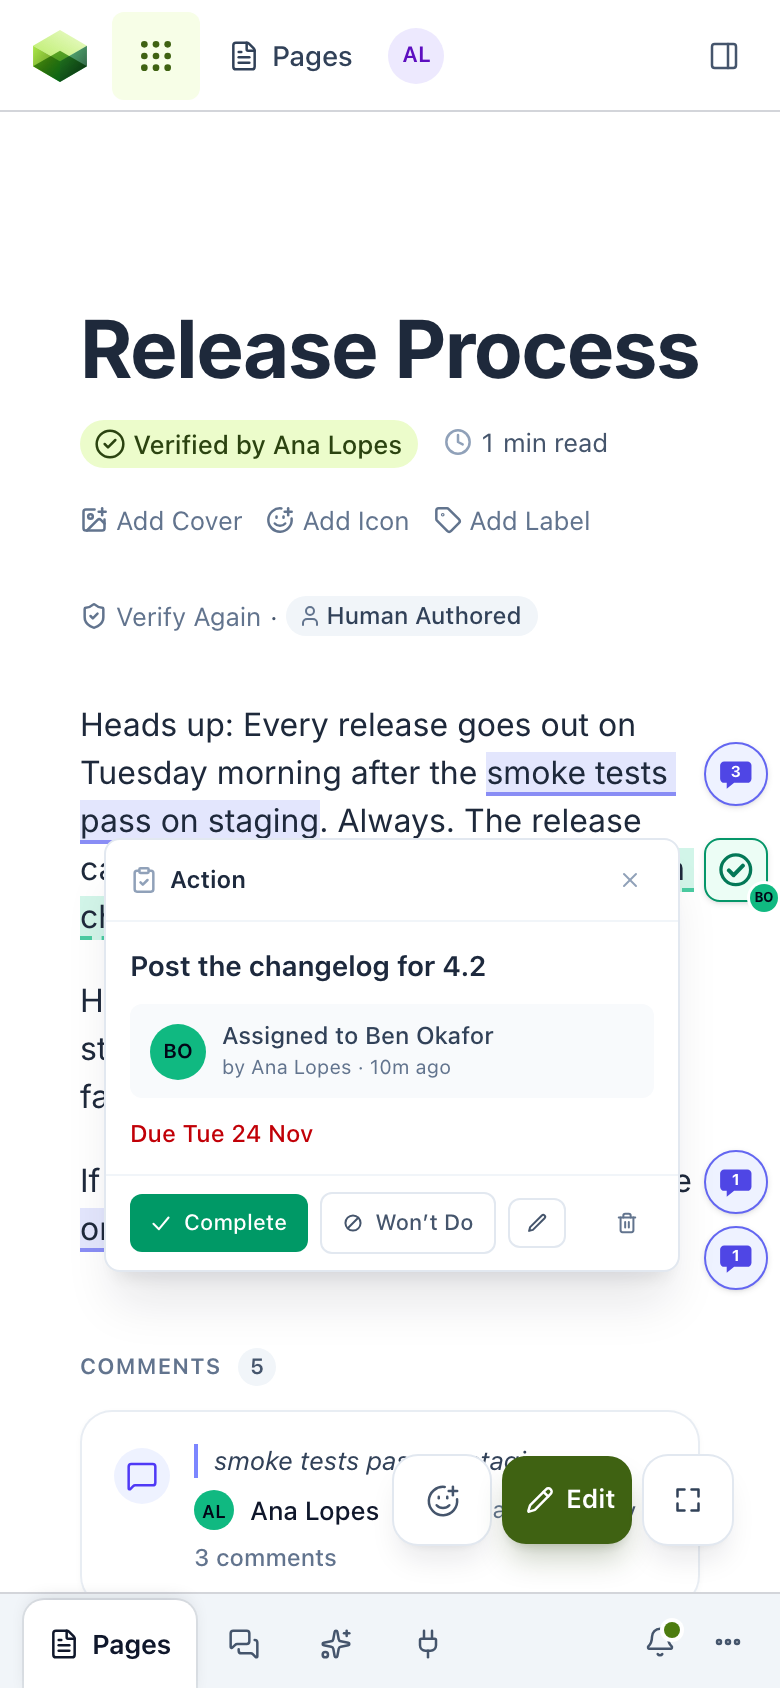 Pages
AL
Release Process
Verified by Ana Lopes
1 min read
Add Cover
Add Icon
Add Label
Verify Again ·
Human Authored
Heads up: Every release goes out on
Tuesday morning after the smoke tests
3
pass on staging. Always. The release
Action
BO
Post the changelog for 4.2
BO
Assigned to Ben Okafor
by Ana Lopes · 10m ago
Due Tue 24 Nov
If
1
Complete
Won’t Do
1
COMMENTS 5
smoke tests
AL
Ana Lopes
Edit
3 comments
Pages